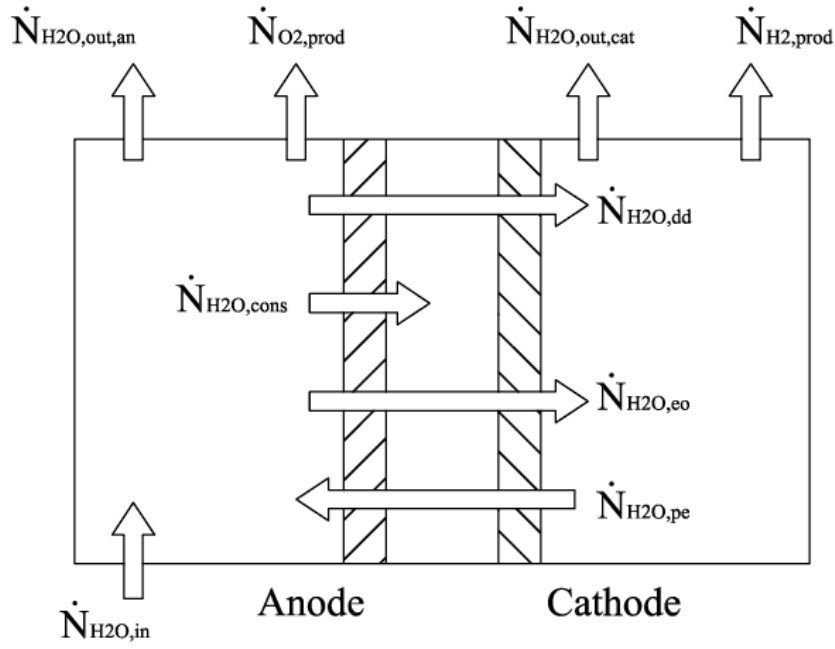 ṄH2O,out,an
ṄO2,prod
ṄH2O,out,cat
ṄH2,prod
ṄH2O,dd
ṄH2O,cons
ṄH2O,eo
ṄH2O,pe
Anode
Cathode
ṄH2O,in